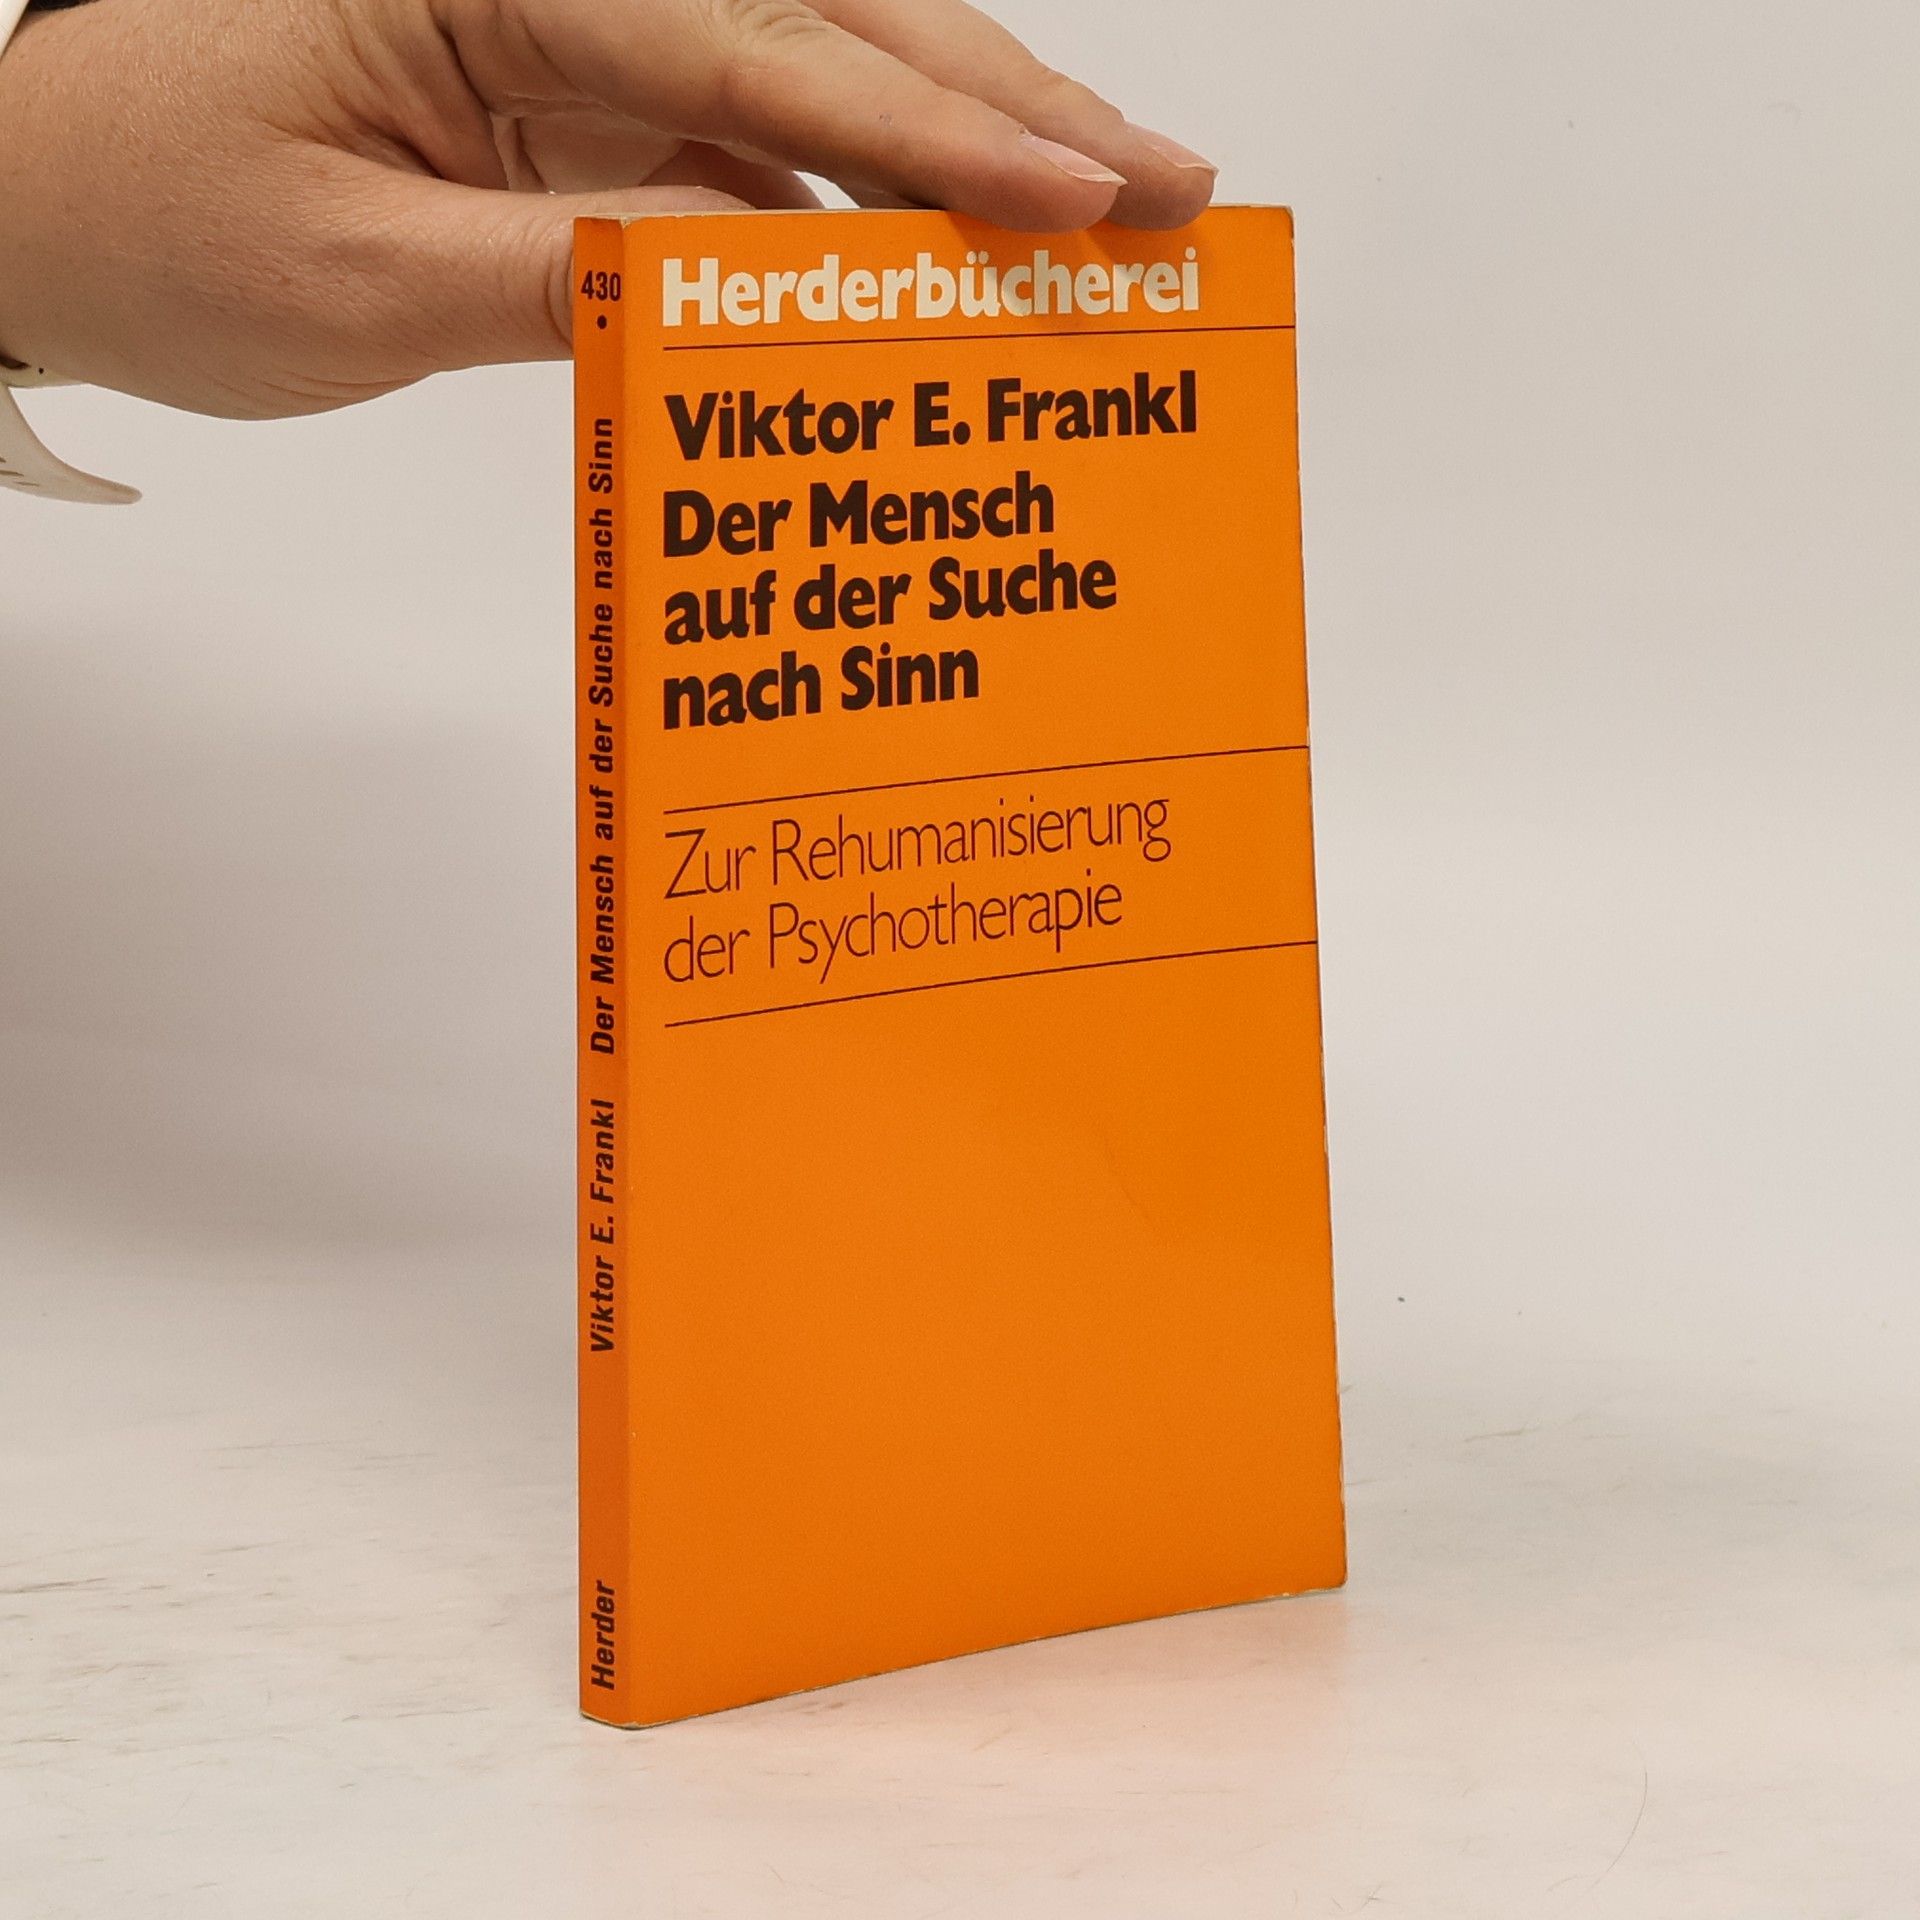 Herderbücherei
Viktor E. Frankl
Der Mensch
auf der Suche
nach Sinn
Zur Rehumanisierung
der Psychotherapie
430
•
Viktor E. Frankl Der Mensch auf der Suche nach Sinn
Herder